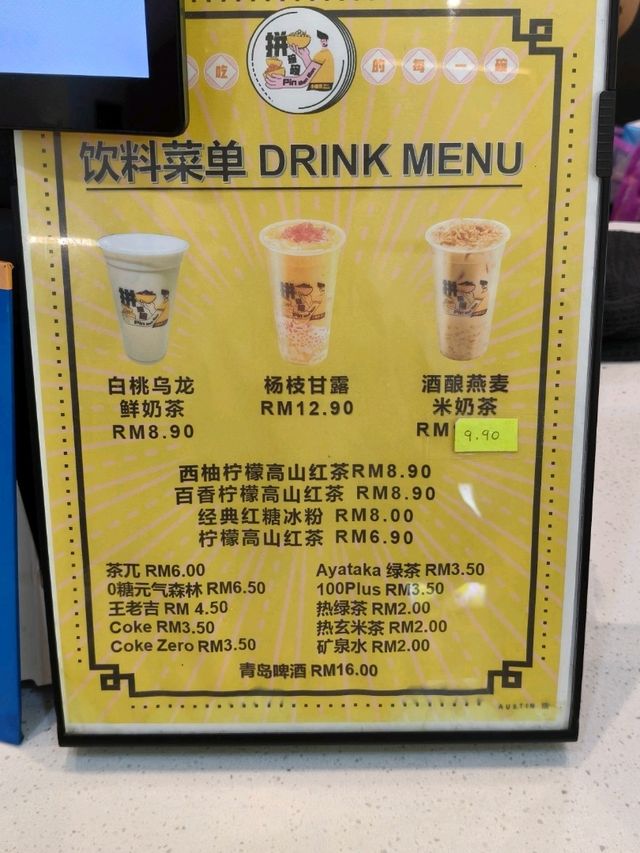 拼
Pin
吃
的 每 一 碗
饮料菜单 DRINK MENU
白桃乌龙
鲜奶茶
RM8.90
杨枝甘露
RM12.90
酒酿燕麦
米奶茶
RM 9.90
西柚柠檬高山红茶RM8.90
百香柠檬高山红茶 RM8.90
经典红糖冰粉 RM8.00
柠檬高山红茶 RM6.90
茶兀 RM6.00
0糖元气森林 RM6.50
王老吉 RM 4.50
Coke RM3.50
Coke Zero RM3.50
Ayataka 绿茶 RM3.50
100Plus RM3.50
热绿茶 RM2.00
热玄米茶 RM2.00
矿泉水 RM2.00
青岛啤酒 RM16.00
AUSTIN